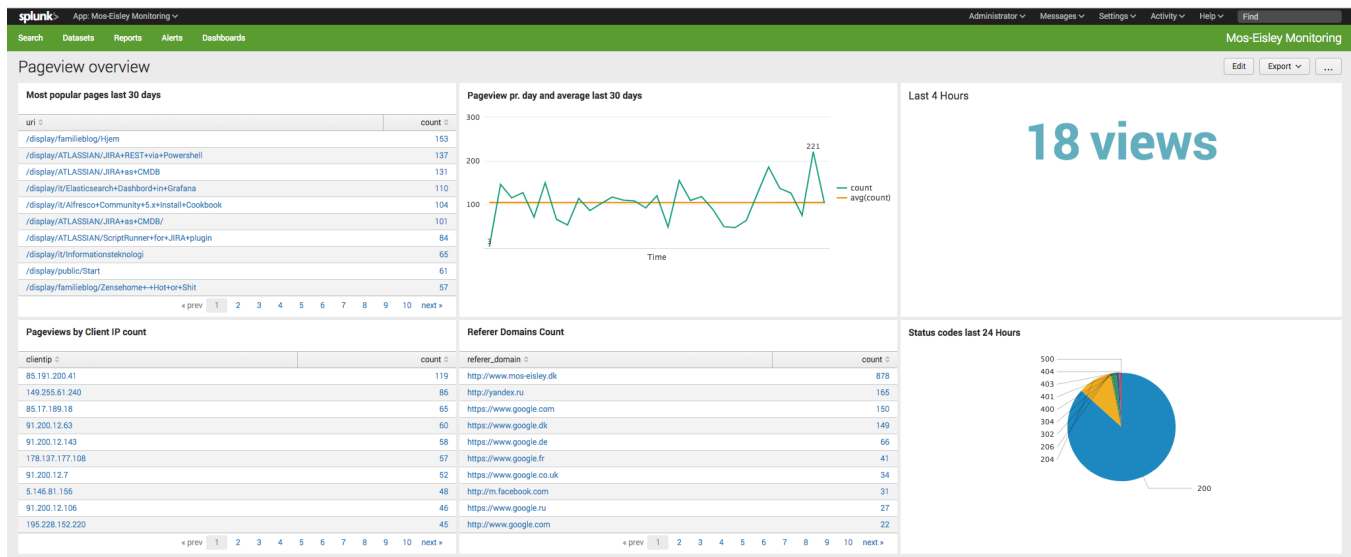 splunk> App: Mos-Eisley Monitoring Administrator Messages Settings Activity Help Find
Search Datasets Reports Alerts Dashboards Mos-Eisley Monitoring
Pageview overview Edit Export ...
Most popular pages last 30 days
uri count
/display/familieblog/Hjem 153
/display/ATLASSIAN/JIRA+REST+via+Powershell 137
/display/ATLASSIAN/JIRA+as+CMDB 131
/display/it/Elasticsearch+Dashbord+in+Grafana 110
/display/it/Alfresco+Community+5.x+Install+Cookbook 104
/display/ATLASSIAN/JIRA+as+CMDB/ 101
/display/ATLASSIAN/ScriptRunner+for+JIRA+plugin 84
/display/it/Informationsteknologi 65
/display/public/Start 61
/display/familieblog/Zensehome+-+Hot+or+Shit 57
« prev 1 2 3 4 5 6 7 8 9 10 next »
Pageview pr. day and average last 30 days
300
200
100
221
3
count
avg(count)
Time
Last 4 Hours
18 views
Pageviews by Client IP count
clientip count
85.191.200.41 119
149.255.61.240 86
85.17.189.18 65
91.200.12.63 60
91.200.12.143 58
178.137.177.108 57
91.200.12.7 52
5.146.81.156 48
91.200.12.106 46
195.228.152.220 45
« prev 1 2 3 4 5 6 7 8 9 10 next »
Referer Domains Count
referer_domain count
http://www.mos-eisley.dk 878
http://yandex.ru 165
https://www.google.com 150
https://www.google.dk 149
https://www.google.de 66
https://www.google.fr 41
https://www.google.co.uk 34
http://m.facebook.com 31
https://www.google.ru 27
http://www.google.com 22
« prev 1 2 3 4 5 6 7 8 9 10 next »
Status codes last 24 Hours
500
404
403
401
400
304
302
206
204
200